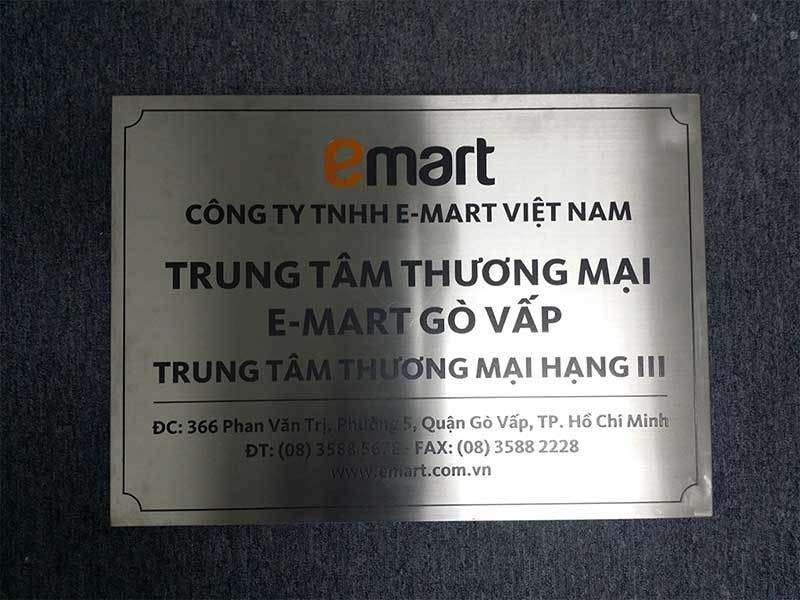 emart
CÔNG TY TNHH E-MART VIỆT NAM
TRUNG TÂM THƯƠNG MẠI
E-MART GÒ VẤP
TRUNG TÂM THƯƠNG MẠI HẠNG III
ĐC: 366 Phan Văn Trị, Phường 5, Quận Gò Vấp, TP. Hồ Chí Minh
ĐT: (08) 3588 5678 - FAX: (08) 3588 2228
www.emart.com.vn